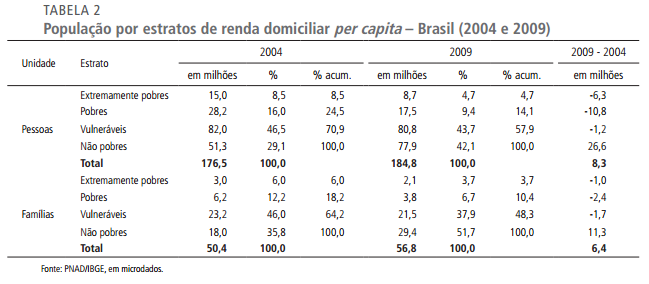 TABELA 2
População por estratos de renda domiciliar per capita – Brasil (2004 e 2009)
Unidade Estrato 2004 2009 2009 - 2004
em milhões % % acum. em milhões % % acum. em milhões
Extremamente pobres 15,0 8,5 8,5 8,7 4,7 4,7 -6,3
Pobres 28,2 16,0 24,5 17,5 9,4 14,1 -10,8
Pessoas Vulneráveis 82,0 46,5 70,9 80,8 43,7 57,9 -1,2
Não pobres 51,3 29,1 100,0 77,9 42,1 100,0 26,6
Total 176,5 100,0 184,8 100,0 8,3
Extremamente pobres 3,0 6,0 6,0 2,1 3,7 3,7 -1,0
Pobres 6,2 12,2 18,2 3,8 6,7 10,4 -2,4
Famílias Vulneráveis 23,2 46,0 64,2 21,5 37,9 48,3 -1,7
Não pobres 18,0 35,8 100,0 29,4 51,7 100,0 11,3
Total 50,4 100,0 56,8 100,0 6,4
Fonte: PNAD/IBGE, em microdados.